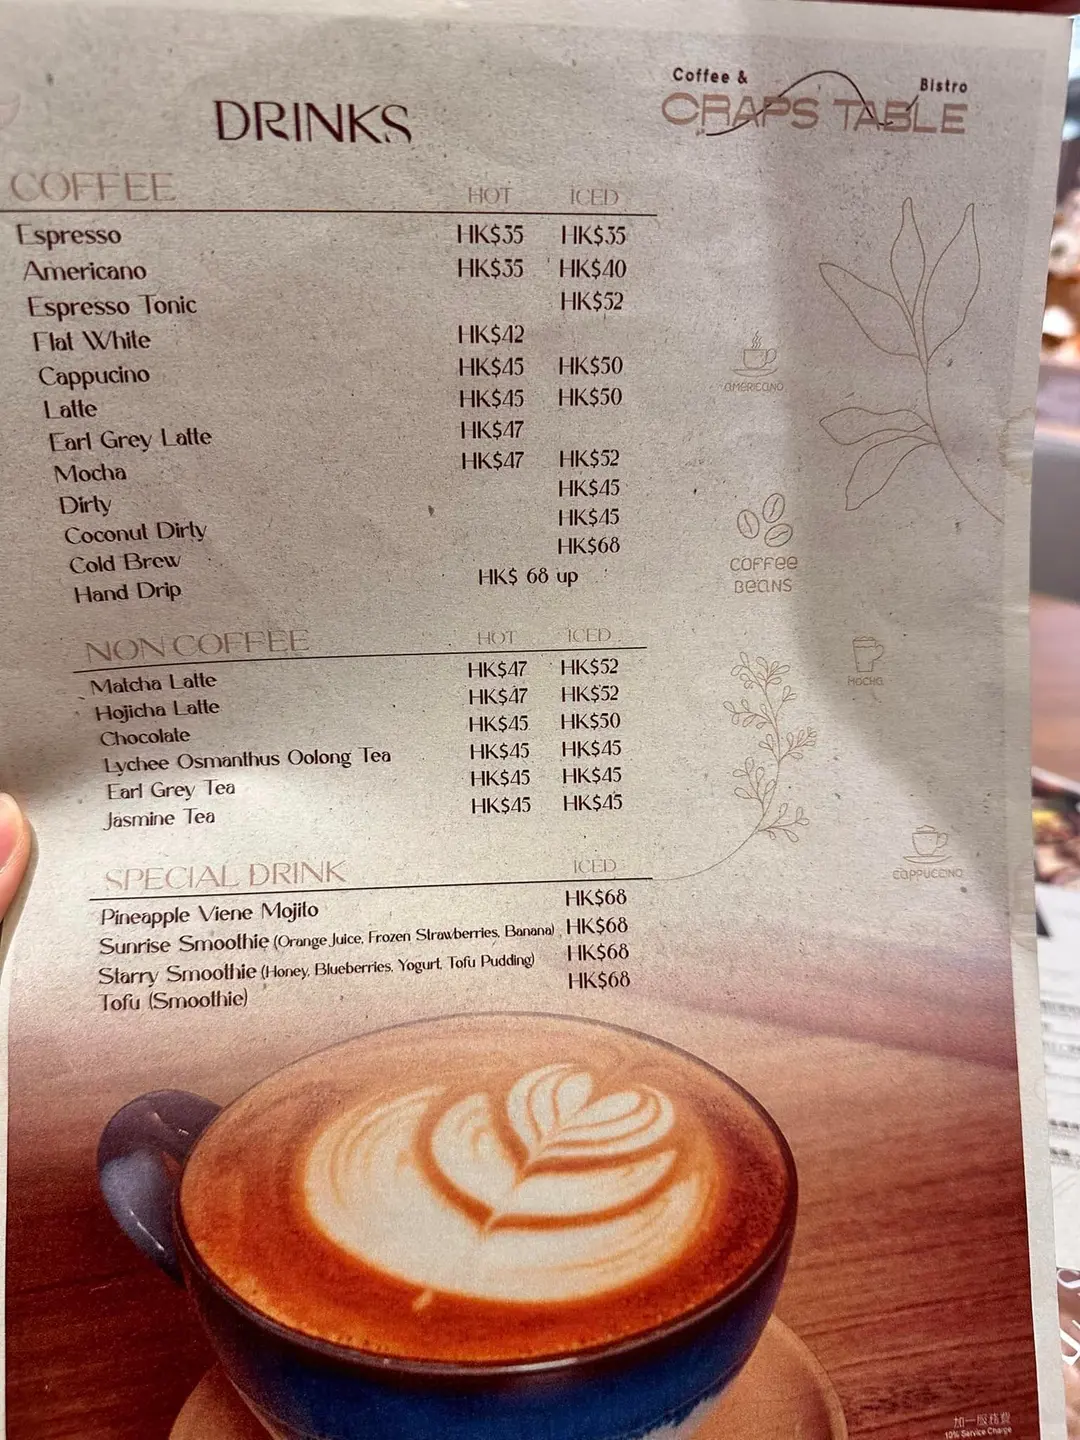 Coffee & Bistro
CRAPS TABLE
DRINKS
COFFEE HOT ICED
Espresso HK$35 HK$35
Americano HK$35 HK$40
Espresso Tonic HK$52
Flat White HK$42
Cappucino HK$45 HK$50
Latte HK$45 HK$50
Earl Grey Latte HK$47
Mocha HK$47 HK$52
Dirty HK$45
Coconut Dirty HK$45
Cold Brew HK$68
Hand Drip HK$ 68 up
AMERICANO
COFFEE
BEANS
NON COFFEE HOT ICED
Matcha Latte HK$47 HK$52
Hojicha Latte HK$47 HK$52
Chocolate HK$45 HK$50
Lychee Osmanthus Oolong Tea HK$45 HK$45
Earl Grey Tea HK$45 HK$45
Jasmine Tea HK$45 HK$45
MOCHA
CAPPUCCINO
SPECIAL DRINK ICED
Pineapple Viene Mojito HK$68
Sunrise Smoothie (Orange Juice, Frozen Strawberries, Banana) HK$68
Starry Smoothie (Honey, Blueberries, Yogurt, Tofu Pudding) HK$68
Tofu (Smoothie) HK$68
加一服務費
10% Service Charge